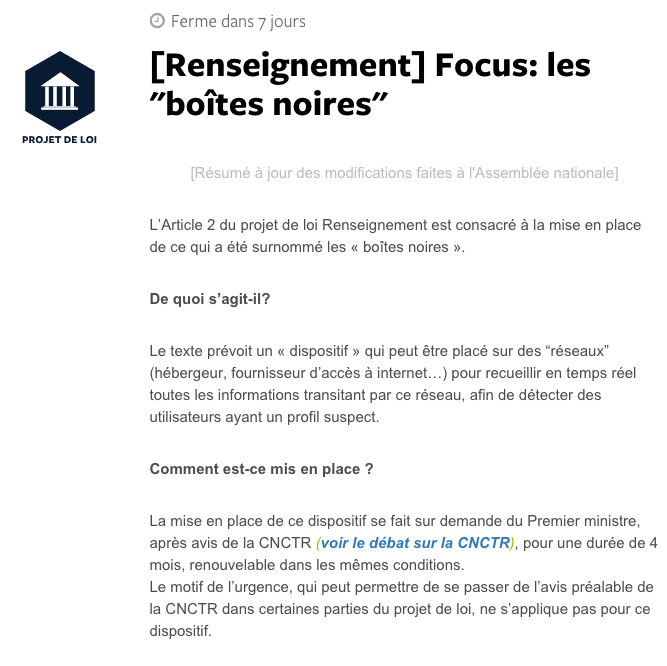 Ferme dans 7 jours
[Renseignement] Focus: les
"boîtes noires"
PROJET DE LOI
[Résumé à jour des modifications faites à l'Assemblée nationale]
L'Article 2 du projet de loi Renseignement est consacré à la mise en place
de ce qui a été surnommé les « boîtes noires ».
De quoi s'agit-il?
Le texte prévoit un « dispositif » qui peut être placé sur des “réseaux”
(hébergeur, fournisseur d'accès à internet…) pour recueillir en temps réel
toutes les informations transitant par ce réseau, afin de détecter des
utilisateurs ayant un profil suspect.
Comment est-ce mis en place ?
La mise en place de ce dispositif se fait sur demande du Premier ministre,
après avis de la CNCTR (voir le débat sur la CNCTR), pour une durée de 4
mois, renouvelable dans les mêmes conditions.
Le motif de l'urgence, qui peut permettre de se passer de l'avis préalable de
la CNCTR dans certaines parties du projet de loi, ne s'applique pas pour ce
dispositif.